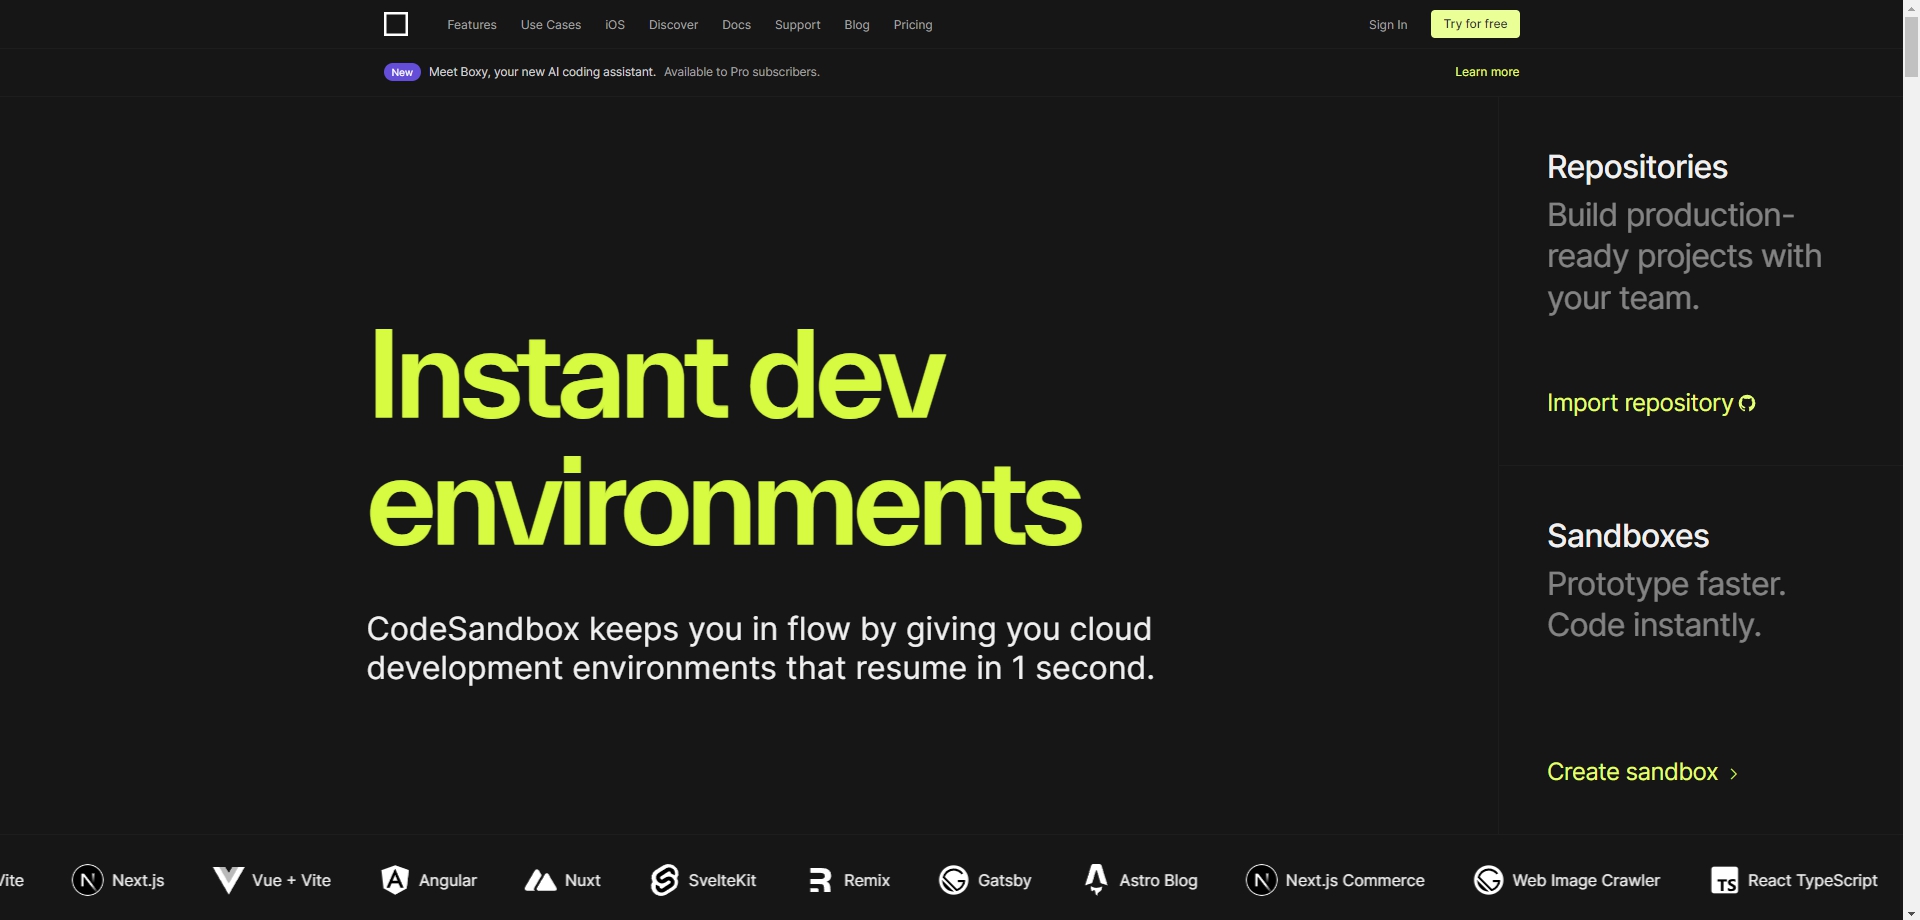 Features Use Cases iOS Discover Docs Support Blog Pricing Sign In Try for free
New Meet Boxy, your new AI coding assistant. Available to Pro subscribers. Learn more
Instant dev
environments
CodeSandbox keeps you in flow by giving you cloud
development environments that resume in 1 second.
Repositories
Build production-
ready projects with
your team.
Import repository
Sandboxes
Prototype faster.
Code instantly.
Create sandbox
Vite Next.js Vue + Vite Angular Nuxt SvelteKit Remix Gatsby Astro Blog Next.js Commerce Web Image Crawler TS React TypeScript